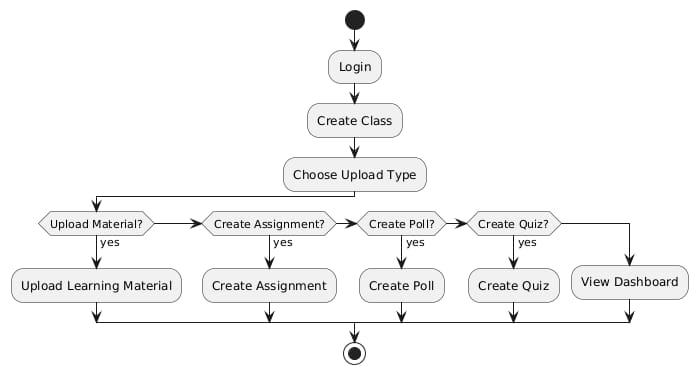 Login
Create Class
Choose Upload Type
Upload Material?
Create Assignment?
Create Poll?
Create Quiz?
yes
yes
yes
yes
Upload Learning Material
Create Assignment
Create Poll
Create Quiz
View Dashboard